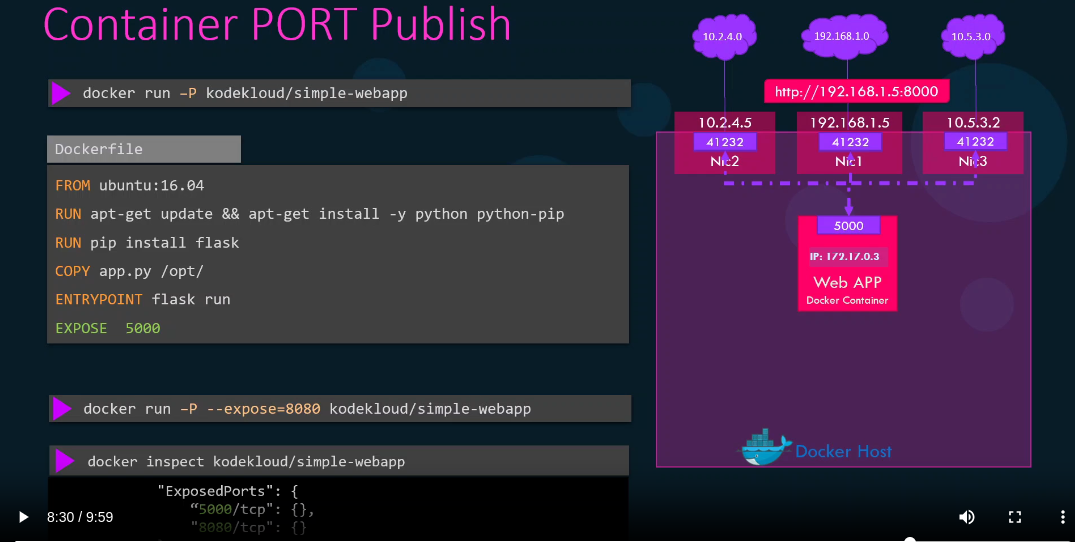 Container PORT Publish
docker run –P kodekloud/simple-webapp
Dockerfile
FROM ubuntu:16.04
RUN apt-get update && apt-get install -y python python-pip
RUN pip install flask
COPY app.py /opt/
ENTRYPOINT flask run
EXPOSE 5000
docker run –P --expose=8080 kodekloud/simple-webapp
docker inspect kodekloud/simple-webapp
"ExposedPorts": {
“5000/tcp": {},
"8080/tcp": {}
10.2.4.0
192.168.1.0
10.5.3.0
http://192.168.1.5:8000
10.2.4.5
192.168.1.5
10.5.3.2
41232
41232
41232
Nic2
Nic1
Nic3
5000
IP: 172.17.0.3
Web APP
Docker Container
Docker Host
8:30 / 9:59